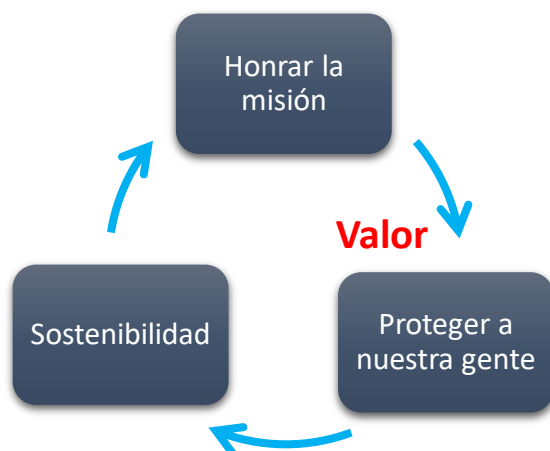 Honrar la
misión
Valor
Proteger a
nuestra gente
Sostenibilidad